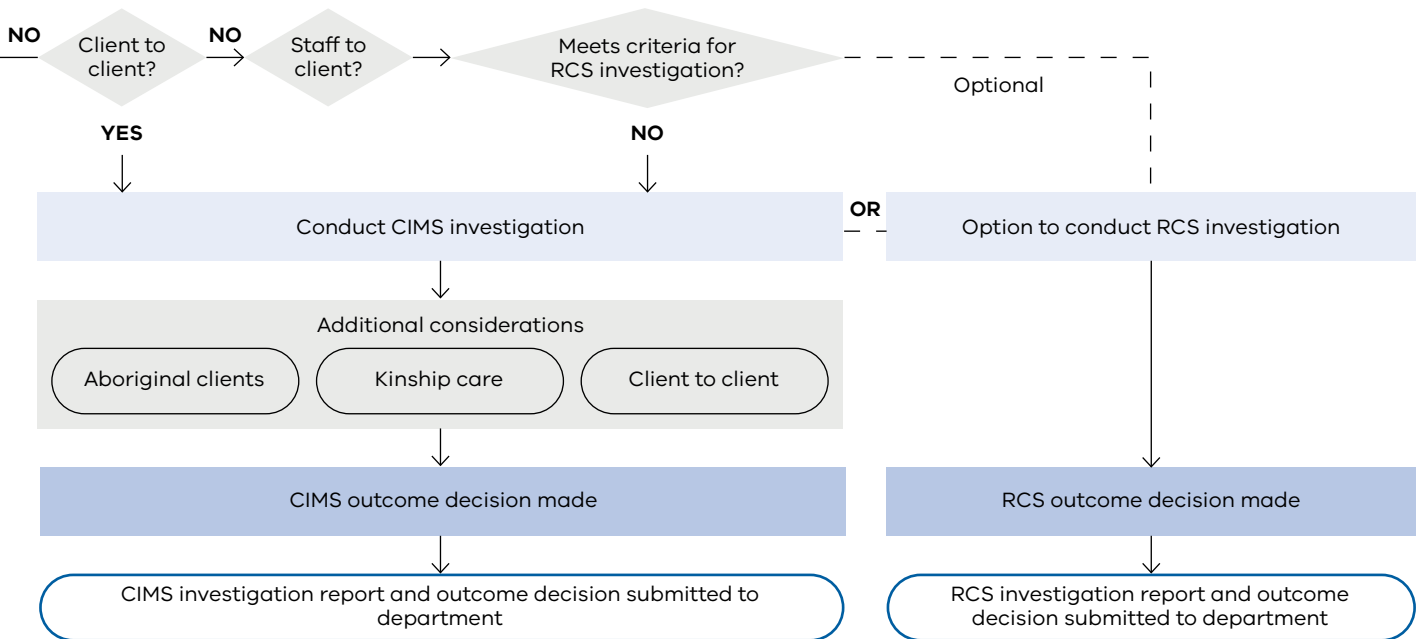 NO
Client to
client?
NO
Staff to
client?
Meets criteria for
RCS investigation?
Optional
YES
NO
Conduct CIMS investigation
OR
Option to conduct RCS investigation
Additional considerations
Aboriginal clients
Kinship care
Client to client
CIMS outcome decision made
RCS outcome decision made
CIMS investigation report and outcome decision submitted to
department
RCS investigation report and outcome
decision submitted to department